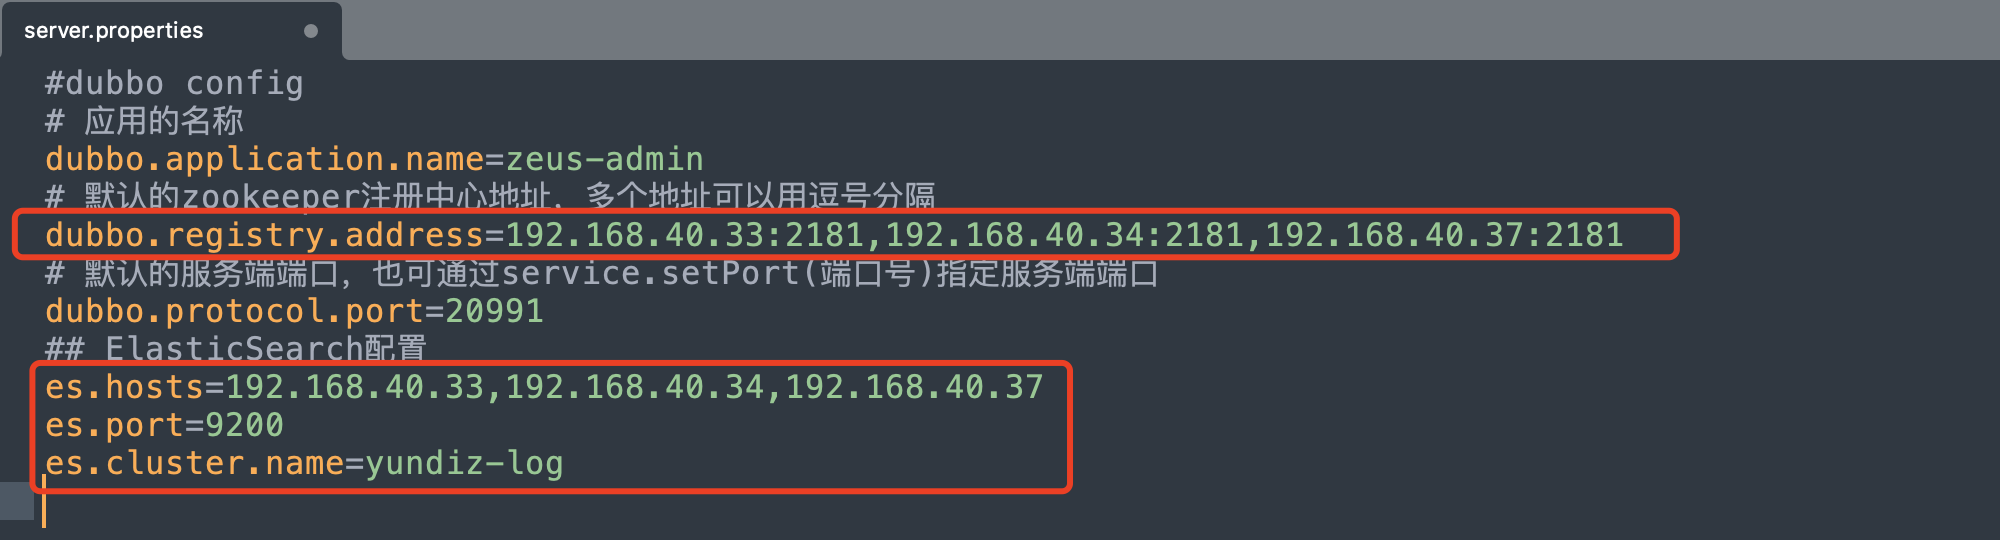 server.properties
#dubbo config
# 应用的名称
dubbo.application.name=zeus-admin
# 默认的zookeeper注册中心地址，多个地址可以用逗号分隔
dubbo.registry.address=192.168.40.33:2181,192.168.40.34:2181,192.168.40.37:2181
# 默认的服务端端口，也可通过service.setPort(端口号)指定服务端端口
dubbo.protocol.port=20991
## ElasticSearch配置
es.hosts=192.168.40.33,192.168.40.34,192.168.40.37
es.port=9200
es.cluster.name=yundiz-log